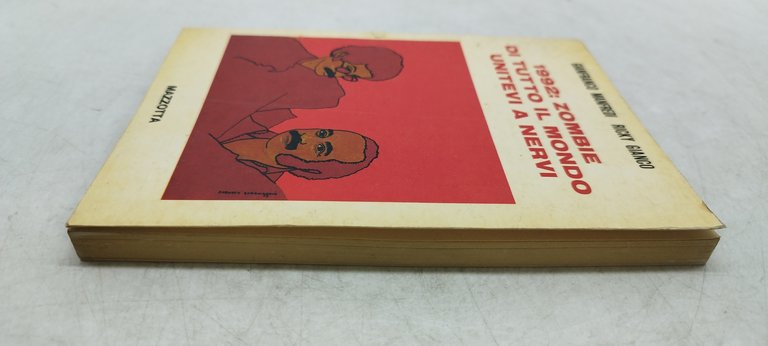 GIANFRANCO MANFREDI RICKY GIANCO
1992: ZOMBIE
DI TUTTO IL MONDO
UNITEVI A NERVI
MAZZOTTA